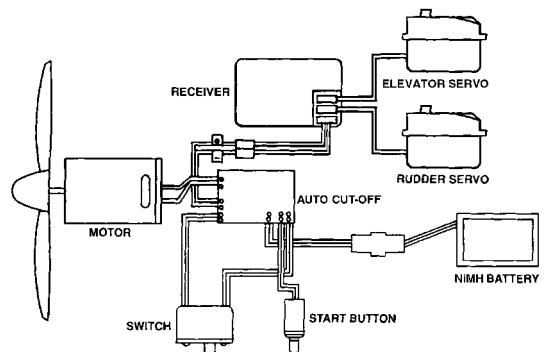 ELEVATOR SERVO
RECEIVER
RUDDER SERVO
AUTO CUT-OFF
MOTOR
NiMH BATTERY
SWITCH
START BUTTON